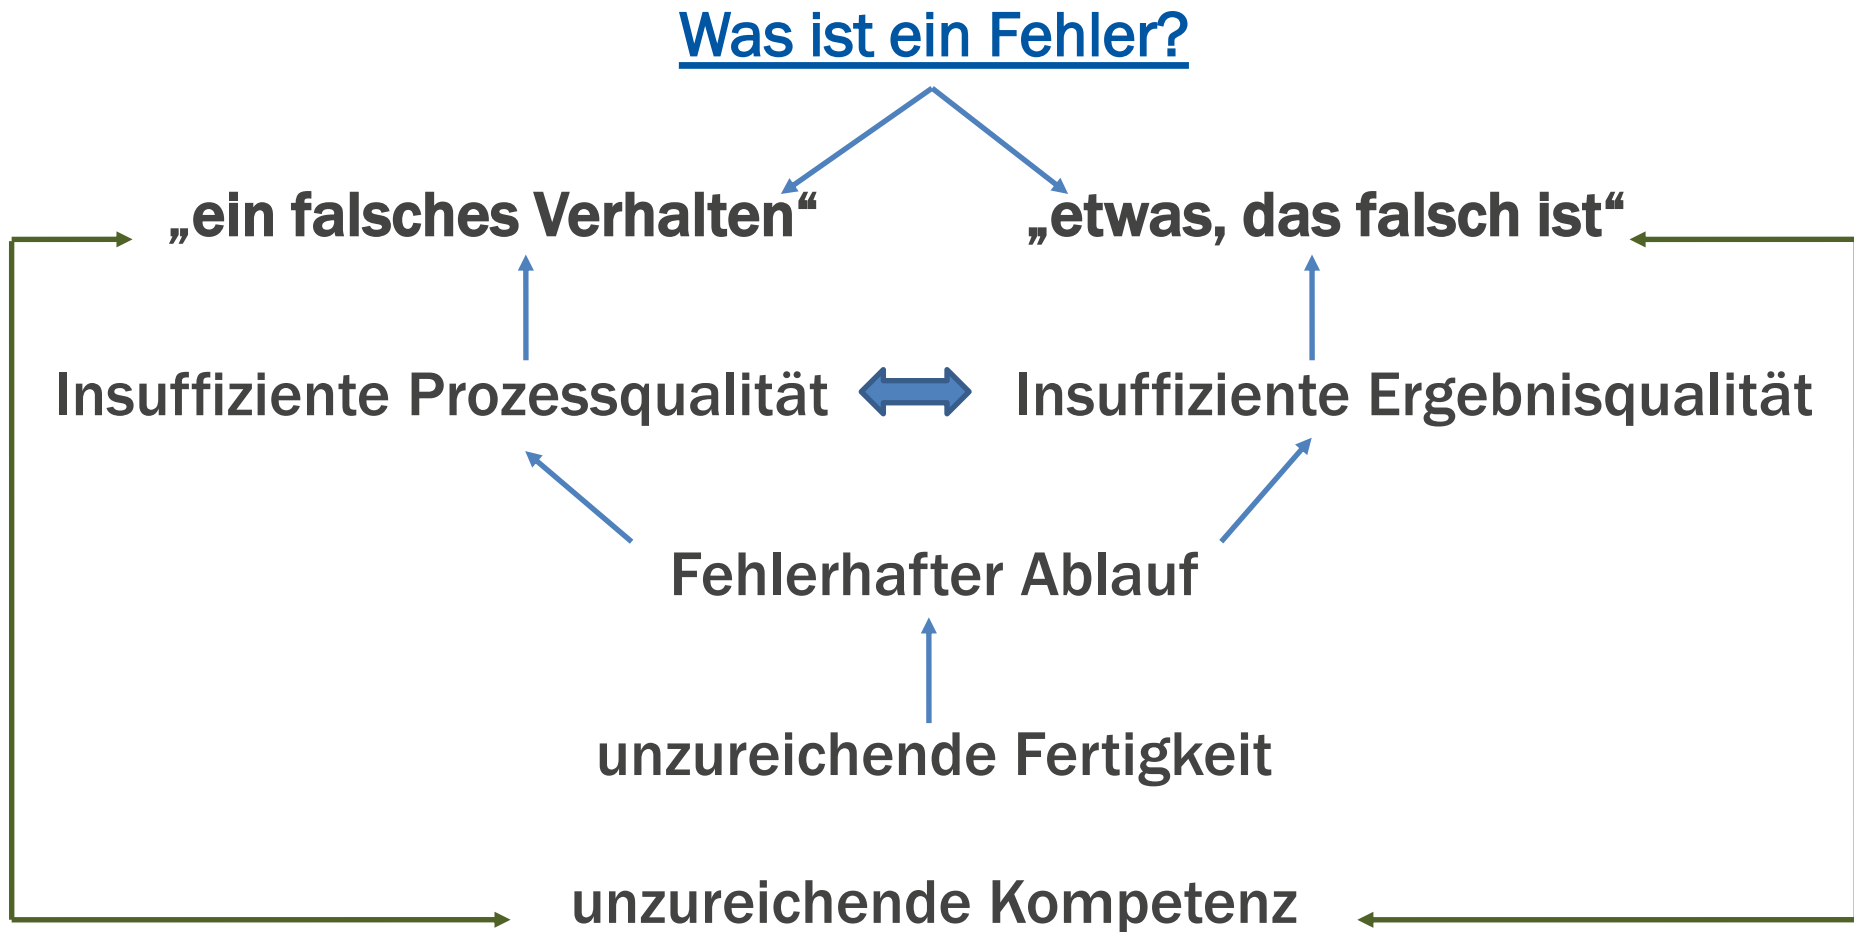 Was ist ein Fehler?
„ein falsches Verhalten“
„etwas, das falsch ist“
Insuffiziente Prozessqualität
Insuffiziente Ergebnisqualität
Fehlerhafter Ablauf
unzureichende Fertigkeit
unzureichende Kompetenz